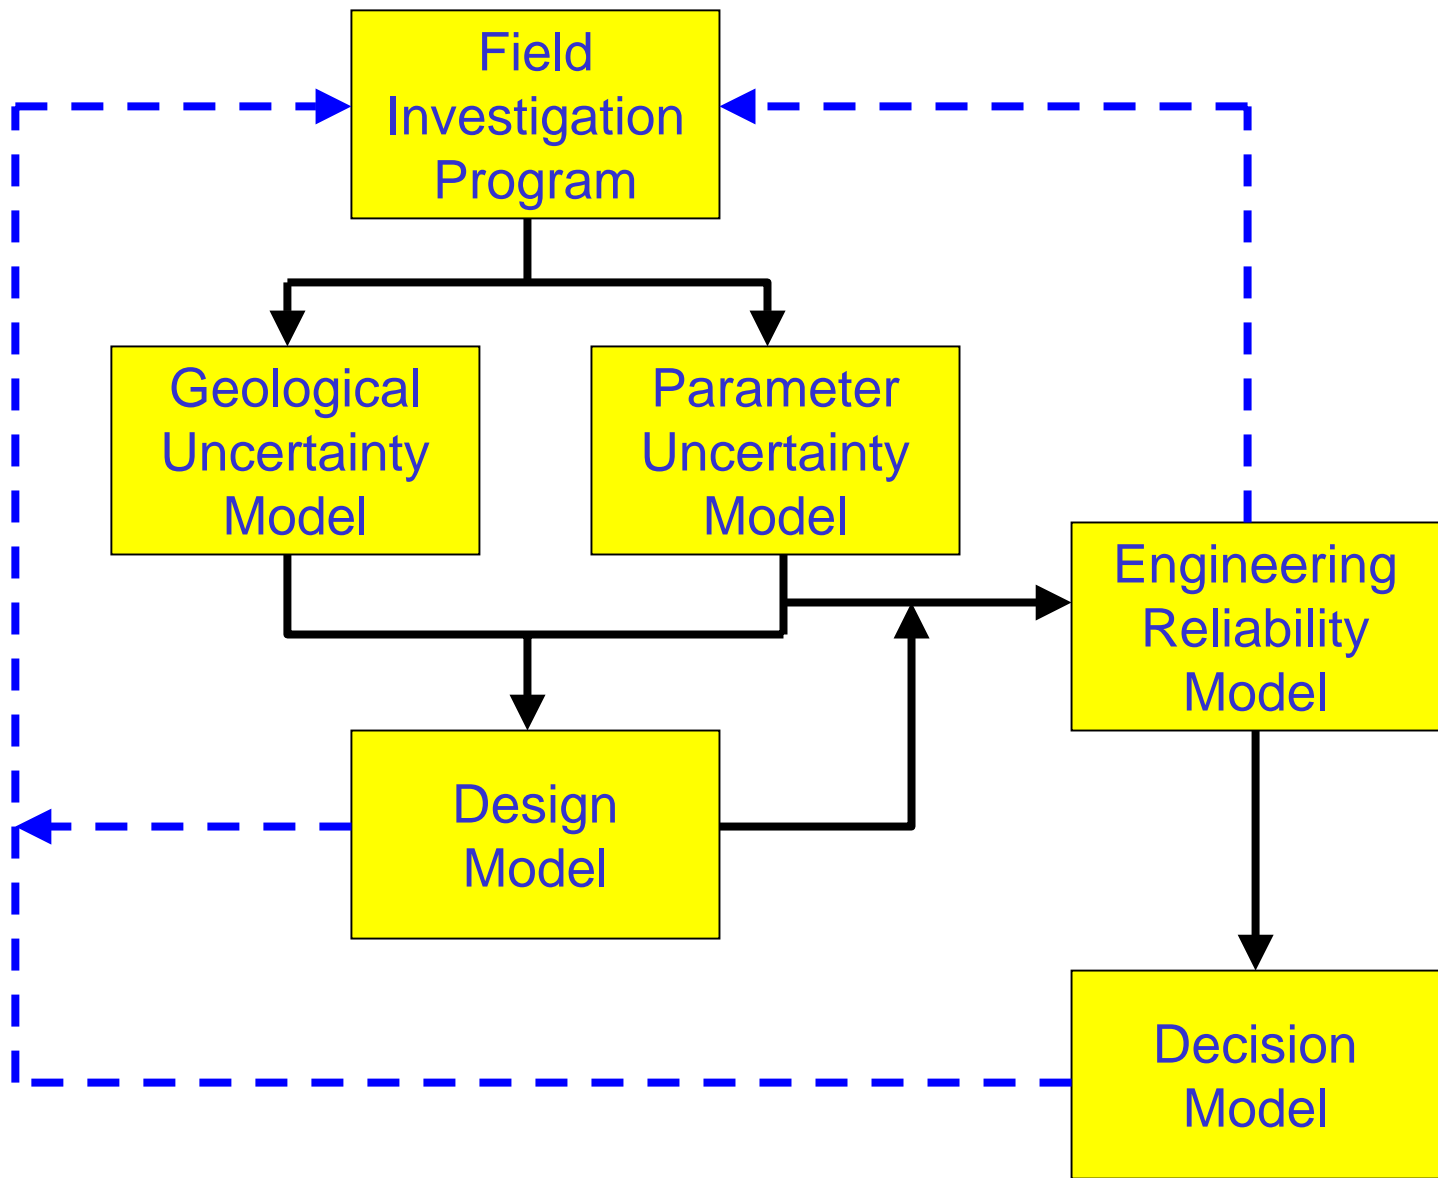 Field
Investigation
Program
Geological
Uncertainty
Model
Parameter
Uncertainty
Model
Engineering
Reliability
Model
Design
Model
Decision
Model